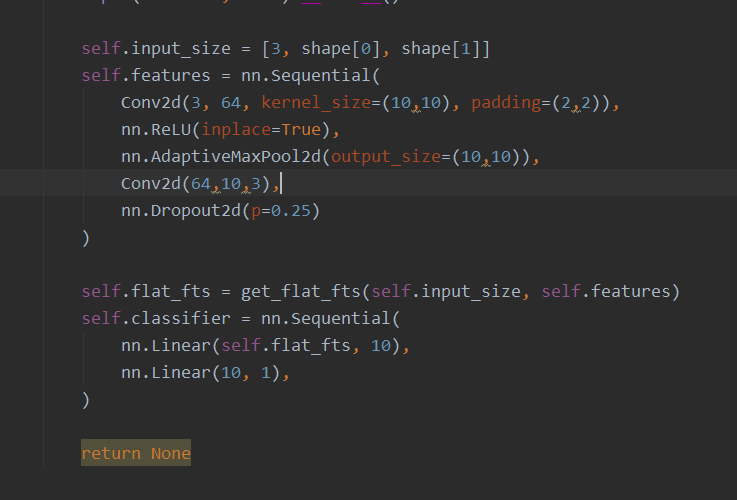 self.input_size = [3, shape[0], shape[1]]
self.features = nn.Sequential(
Conv2d(3, 64, kernel_size=(10,10), padding=(2,2)),
nn.ReLU(inplace=True),
nn.AdaptiveMaxPool2d(output_size=(10,10)),
Conv2d(64,10,3),
nn.Dropout2d(p=0.25)
)
self.flat_fts = get_flat_fts(self.input_size, self.features)
self.classifier = nn.Sequential(
nn.Linear(self.flat_fts, 10),
nn.Linear(10, 1),
)
return None